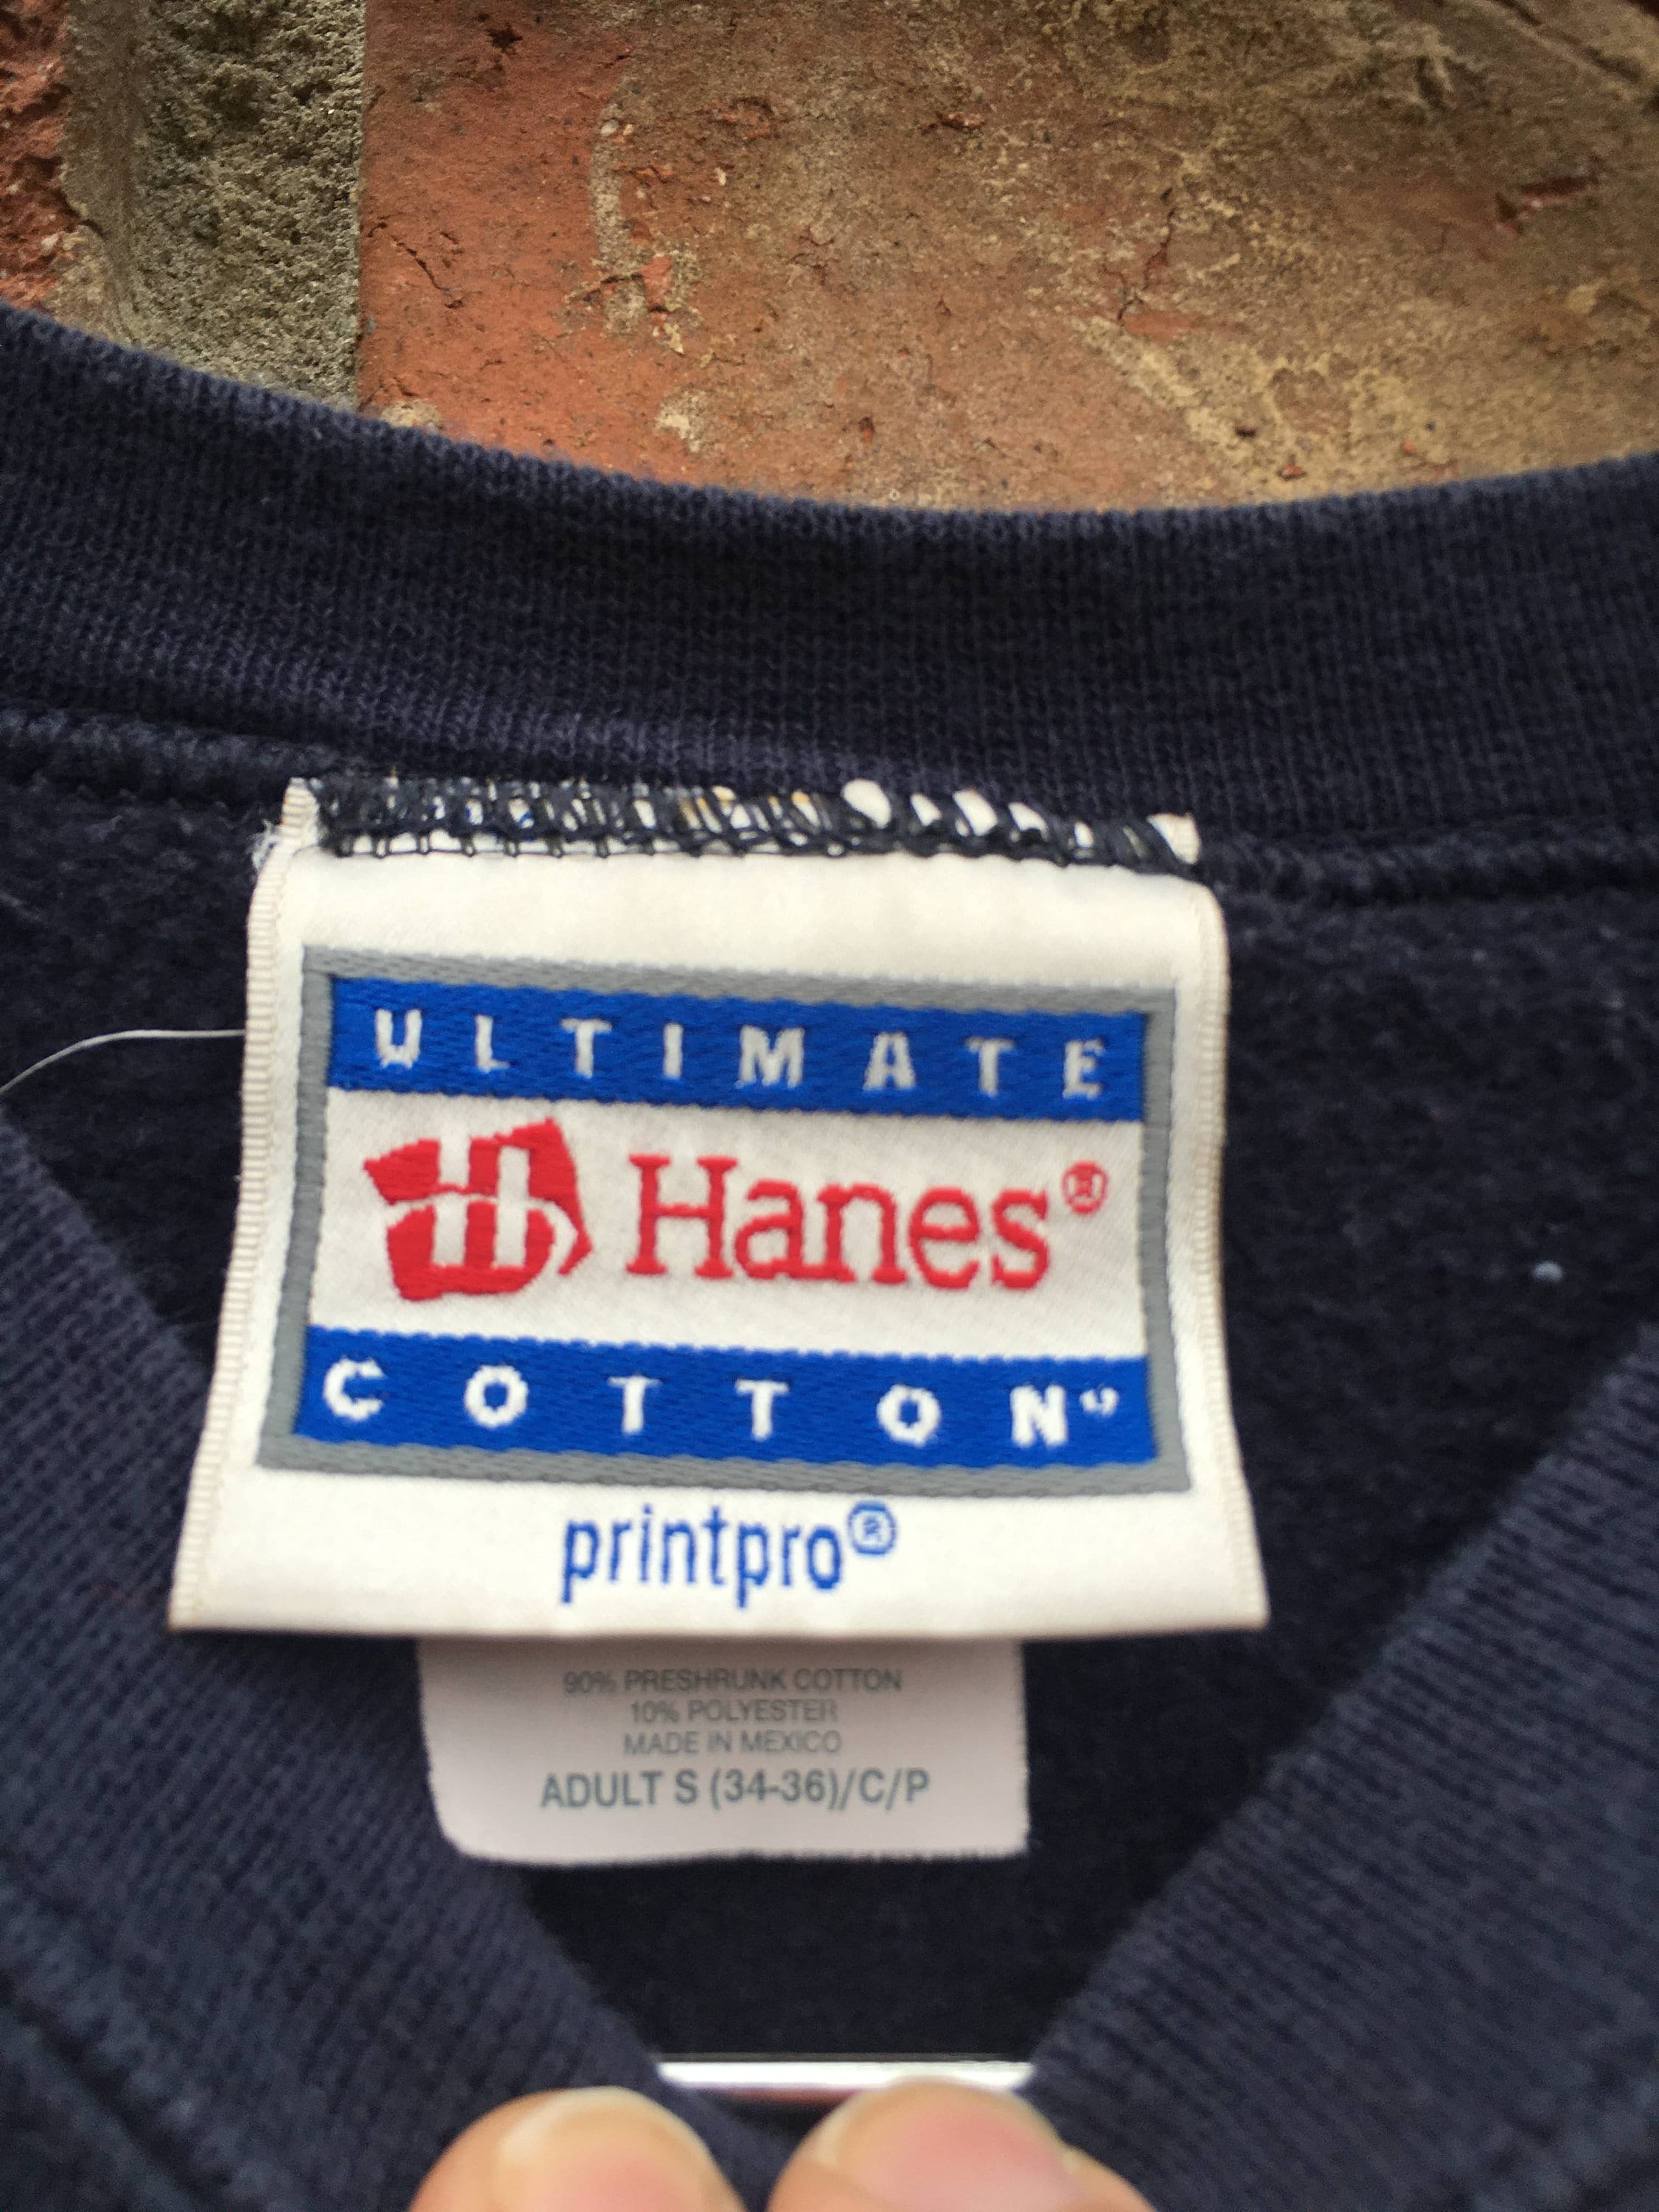 ULTIMATE
Hanes®
COTTON
printpro®
90% PRESHRUNK COTTON
10% POLYESTER
MADE IN MEXICO
ADULT S (34-36)/C/P